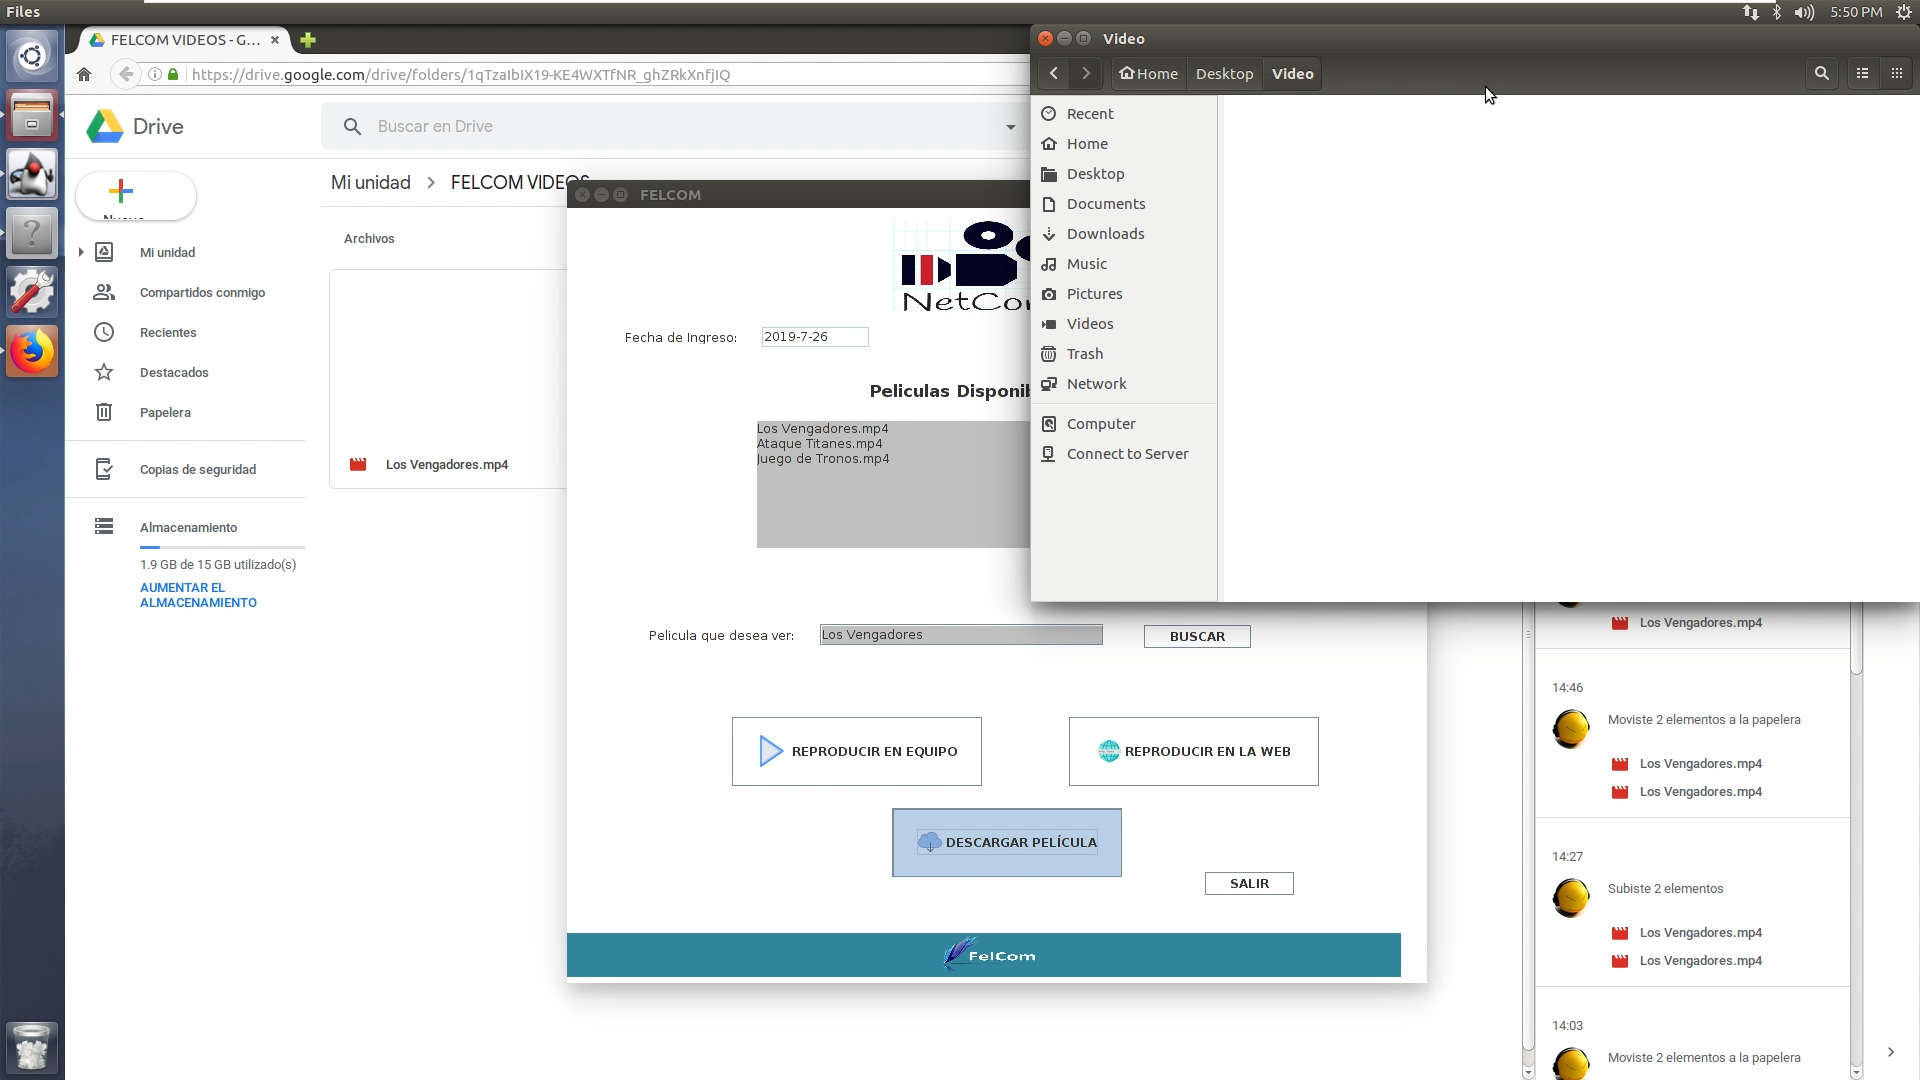 Files
5:50 PM
FELCOM VIDEOS - G...
https://drive.google.com/drive/folders/
Drive
Buscar en Drive
Mi unidad
FELCOM VIDEOS
Archivos
Mi unidad
Compartidos conmigo
Recientes
Destacados
Papelera
Copias de seguridad
Almacenamiento
1.9 GB de 15 GB utilizado(s)
AUMENTAR EL
ALMACENAMIENTO
Los Vengadores.mp4
FELCOM
NetCo
Fecha de Ingreso:
2019-7-26
Peliculas Disponi
Los Vengadores.mp4
Ataque Titanes.mp4
Juego de Tronos.mp4
Pelicula que desea ver:
Los Vengadores
BUSCAR
REPRODUCIR EN EQUIPO
REPRODUCIR EN LA WEB
DESCARGAR PELÍCULA
SALIR
FelCom
Video
Home
Desktop
Video
Recent
Home
Desktop
Documents
Downloads
Music
Pictures
Videos
Trash
Network
Computer
Connect to Server
Los Vengadores.mp4
14:46
Moviste 2 elementos a la papelera
Los Vengadores.mp4
Los Vengadores.mp4
14:27
Subiste 2 elementos
Los Vengadores.mp4
Los Vengadores.mp4
14:03
Moviste 2 elementos a la papelera